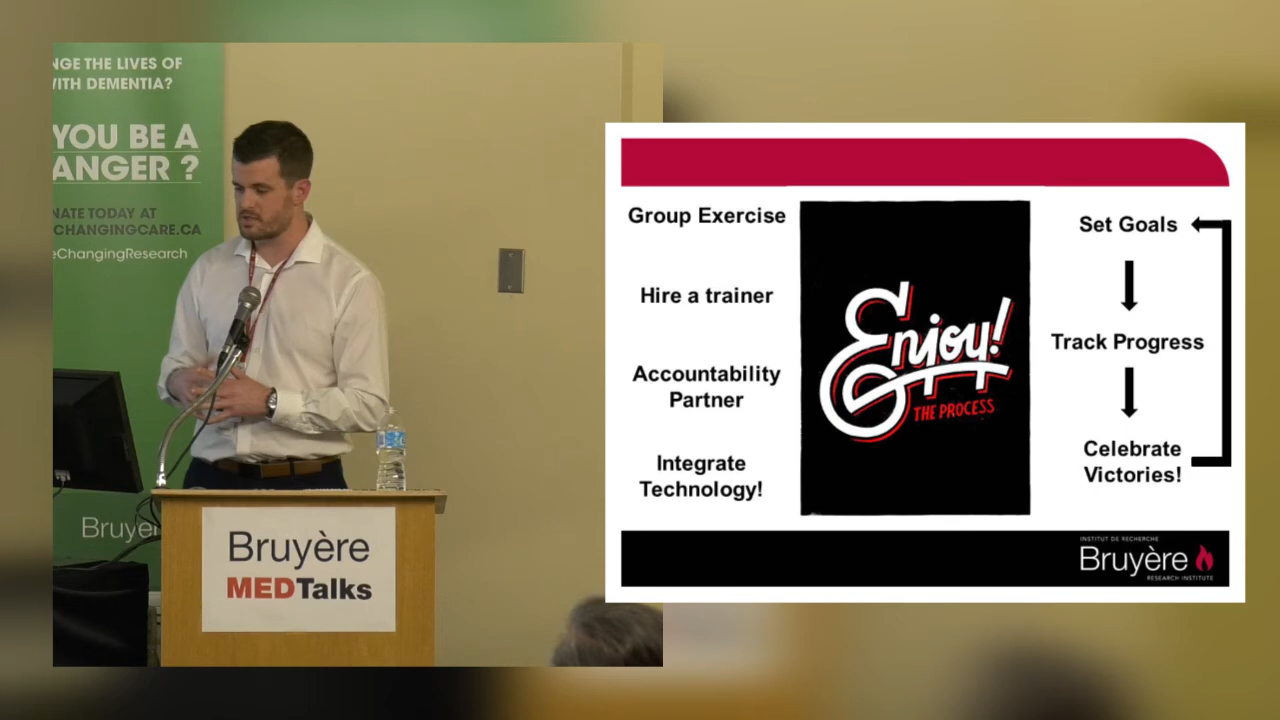 NGE THE LIVES OF
WITH DEMENTIA?
YOU BE A
ANGER ?
NATE TODAY AT
CHANGINGCARE.CA
eChangingResearch
Bruyè
Bruyère
MEDTalks
Group Exercise
Hire a trainer
Accountability
Partner
Integrate
Technology!
Enjoy!
THE PROCESS
Set Goals
Track Progress
Celebrate
Victories!
INSTITUT DE RECHERCHE
Bruyère
RESEARCH INSTITUTE